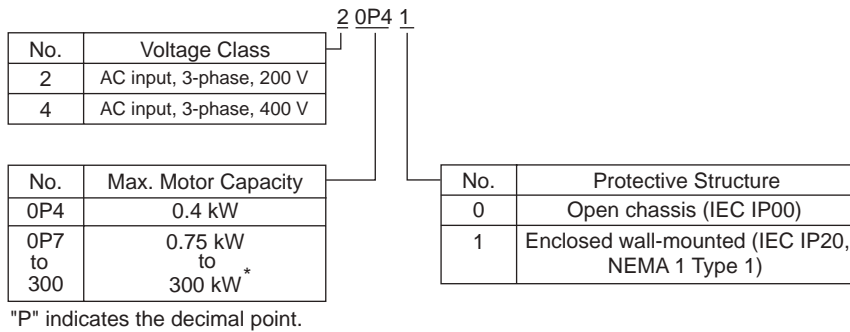 2 0P4 1
No. Voltage Class
2 AC input, 3-phase, 200 V
4 AC input, 3-phase, 400 V
No. Max. Motor Capacity
0P4 0.4 kW
0P7 0.75 kW
to to
300 300 kW*
"P" indicates the decimal point.
No. Protective Structure
0 Open chassis (IEC IP00)
1 Enclosed wall-mounted (IEC IP20,
NEMA 1 Type 1)